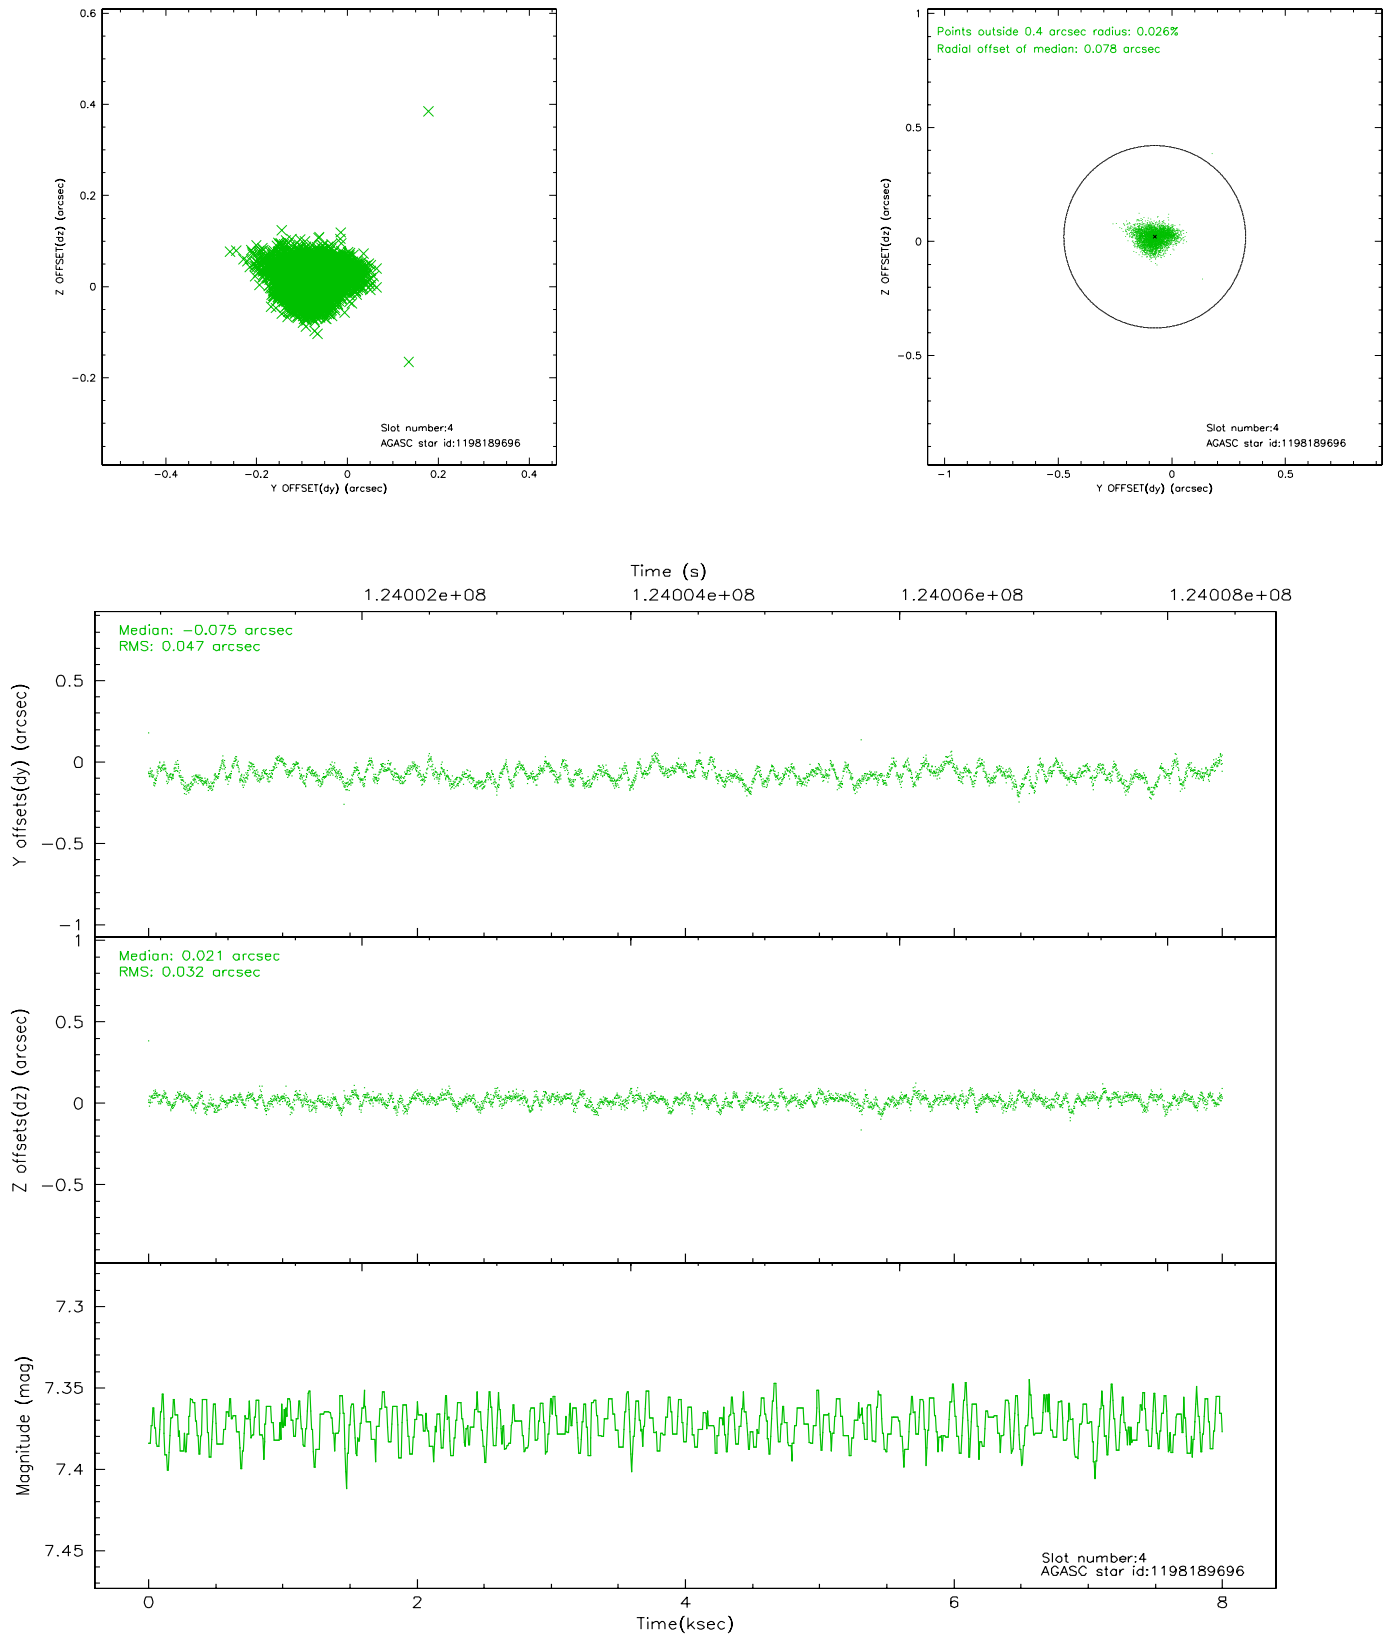 0.6
0.4
0.2
0
−0.2
Z OFFSET(dz) (arcsec)
Slot number:4
AGASC star id:1198189696
−0.4 −0.2 0 0.2 0.4
Y OFFSET(dy) (arcsec)
Points outside 0.4 arcsec radius: 0.026%
Radial offset of median: 0.078 arcsec
1
0.5
0
−0.5
Z OFFSET(dz) (arcsec)
Slot number:4
AGASC star id:1198189696
−1 −0.5 0 0.5
Y OFFSET(dy) (arcsec)
Time (s)
1.24002e+08 1.24004e+08 1.24006e+08 1.24008e+08
Median: −0.075 arcsec
RMS: 0.047 arcsec
0.5
0
−0.5
−1
Y offsets(dy) (arcsec)
Median: 0.021 arcsec
RMS: 0.032 arcsec
1
0.5
0
−0.5
Z offsets(dz) (arcsec)
7.3
7.35
7.4
7.45
Magnitude (mag)
Slot number:4
AGASC star id:1198189696
0 2 4 6 8
Time(ksec)